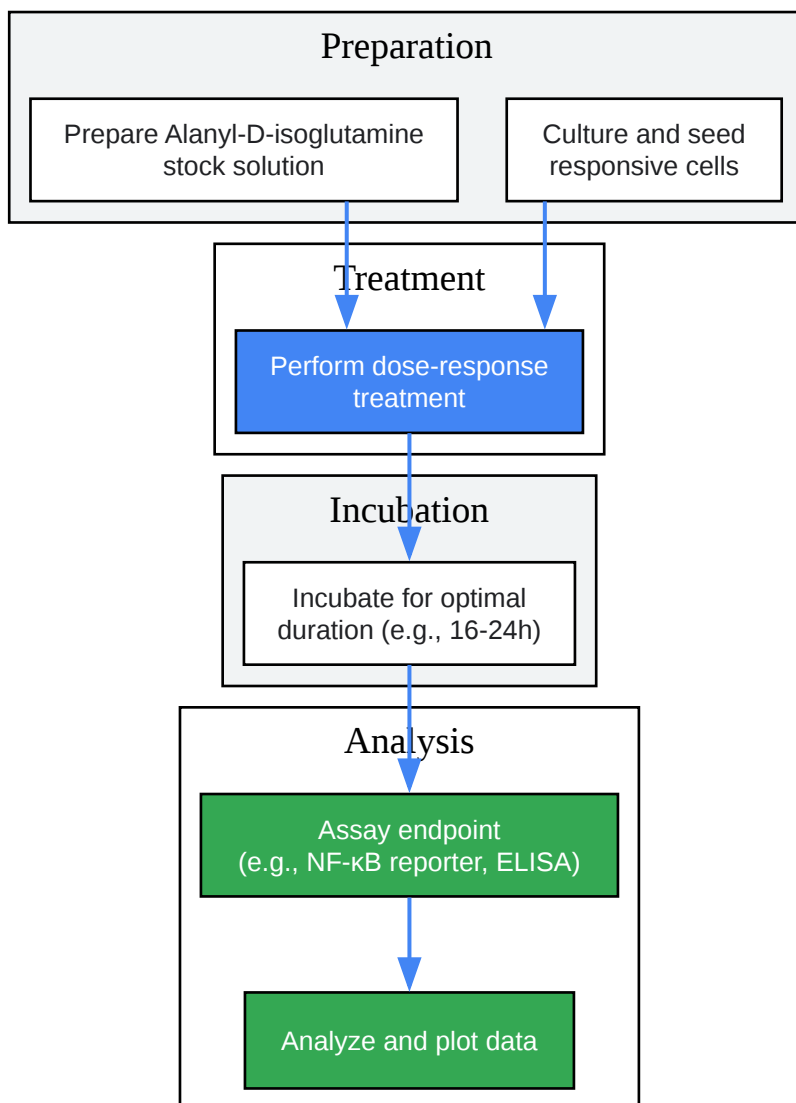 Preparation
Prepare Alanyl-D-isoglutamine
stock solution
Culture and seed
responsive cells
Treatment
Perform dose-response
treatment
Incubation
Incubate for optimal
duration (e.g., 16-24h)
Analysis
Assay endpoint
(e.g., NF-κB reporter, ELISA)
Analyze and plot data